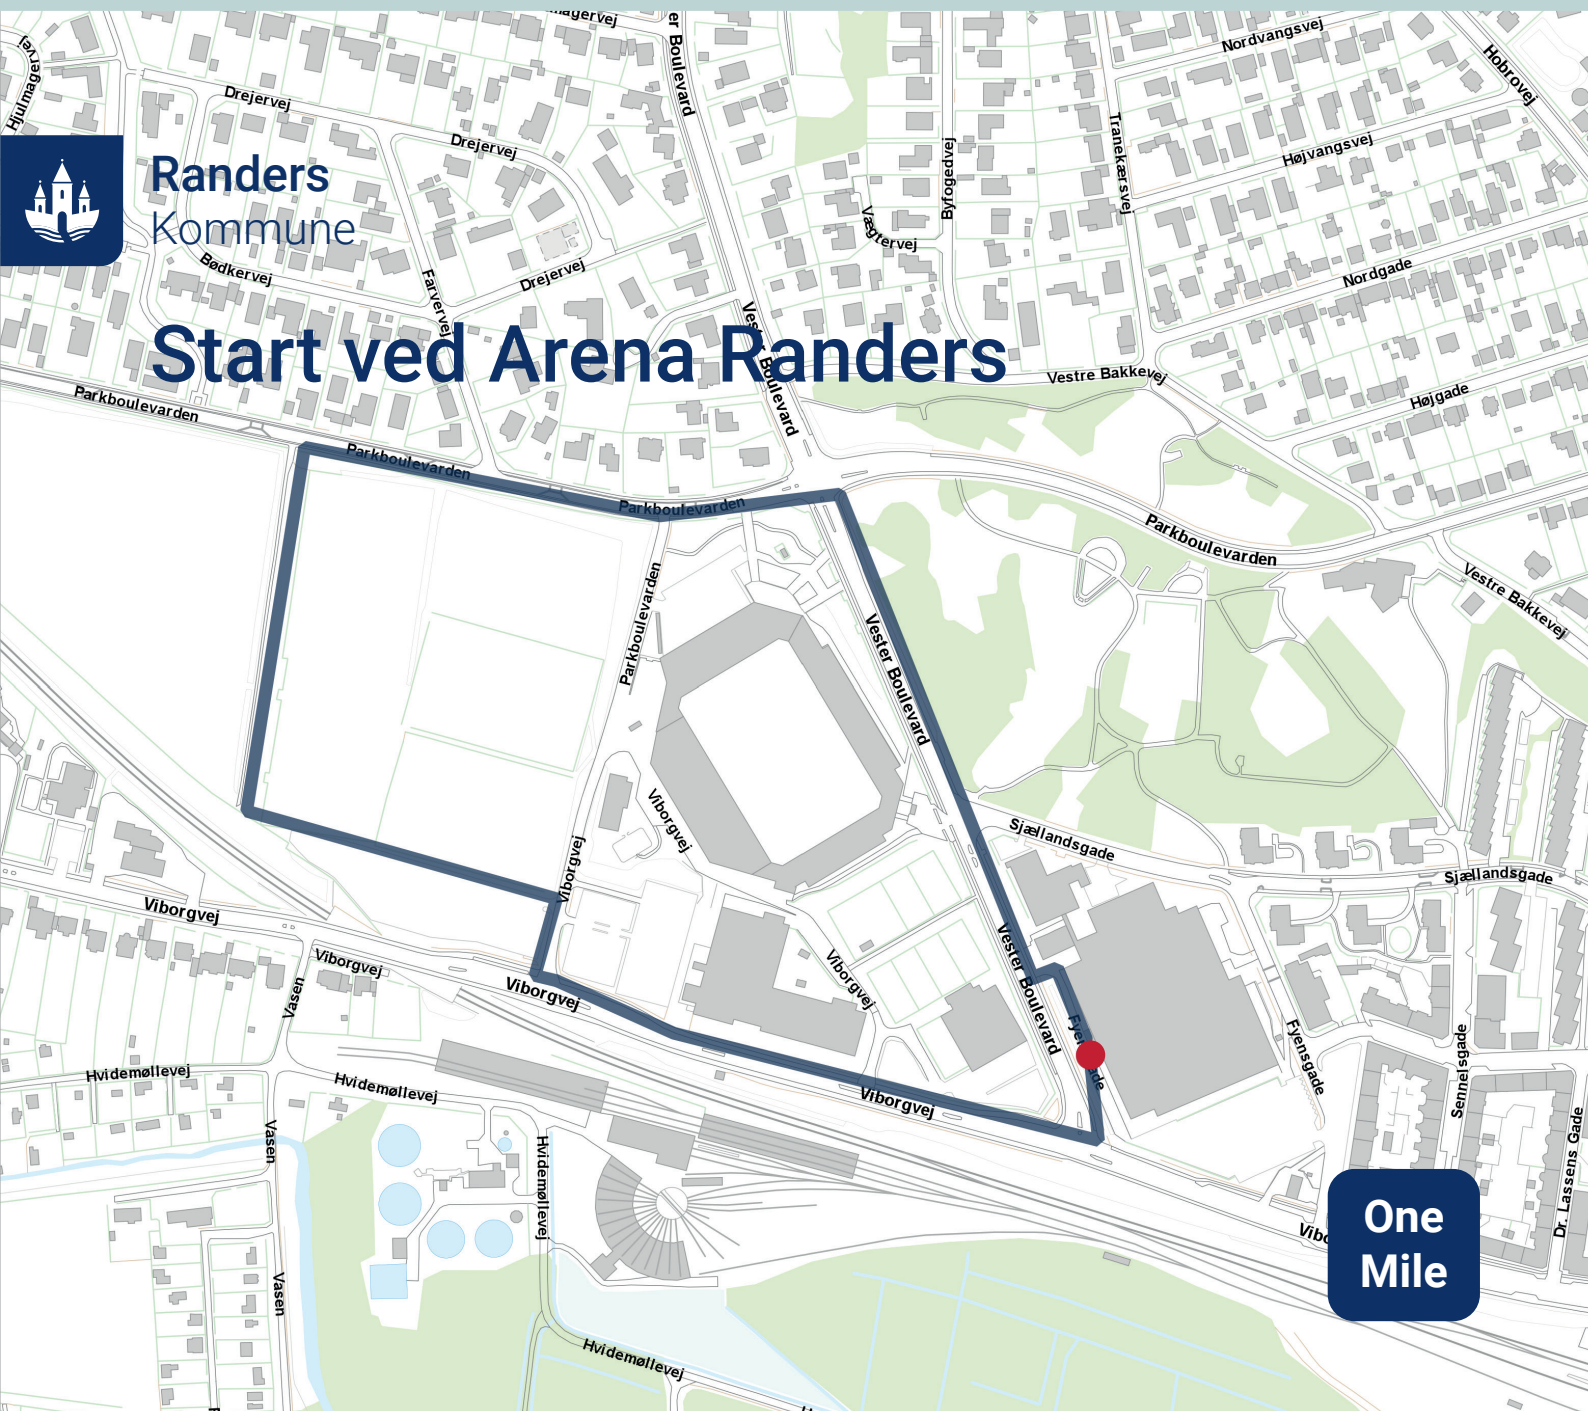 Hjulmagervej
er Boulevard
Nordvangsvej
Hobrovej
Drejervej
Drejervej
Tranekærsvej
Højvangsvej
Byfogedvej
Randers
Kommune
Vægtervej
Bødkervej
Farvervej
Drejervej
Nordgade
Vester Boulevard
Start ved Arena Randers
Vestre Bakkevej
Højgade
Parkboulevarden
Parkboulevarden
Parkboulevarden
Parkboulevarden
Vestre Bakkevej
Parkboulevarden
Vester Boulevard
Viborgvej
Sjællandsgade
Sjællandsgade
Viborgvej
Viborgvej
Viborgvej
Viborgvej
Vester Boulevard
Viborgvej
Vasen
Fyensgade
Sennelsgade
Hvidemøllevej
Hvidemøllevej
Viborgvej
Vasen
Hvidemøllevej
Dr. Lassens Gade
One
Mile
Vasen
Hvidemøllevej